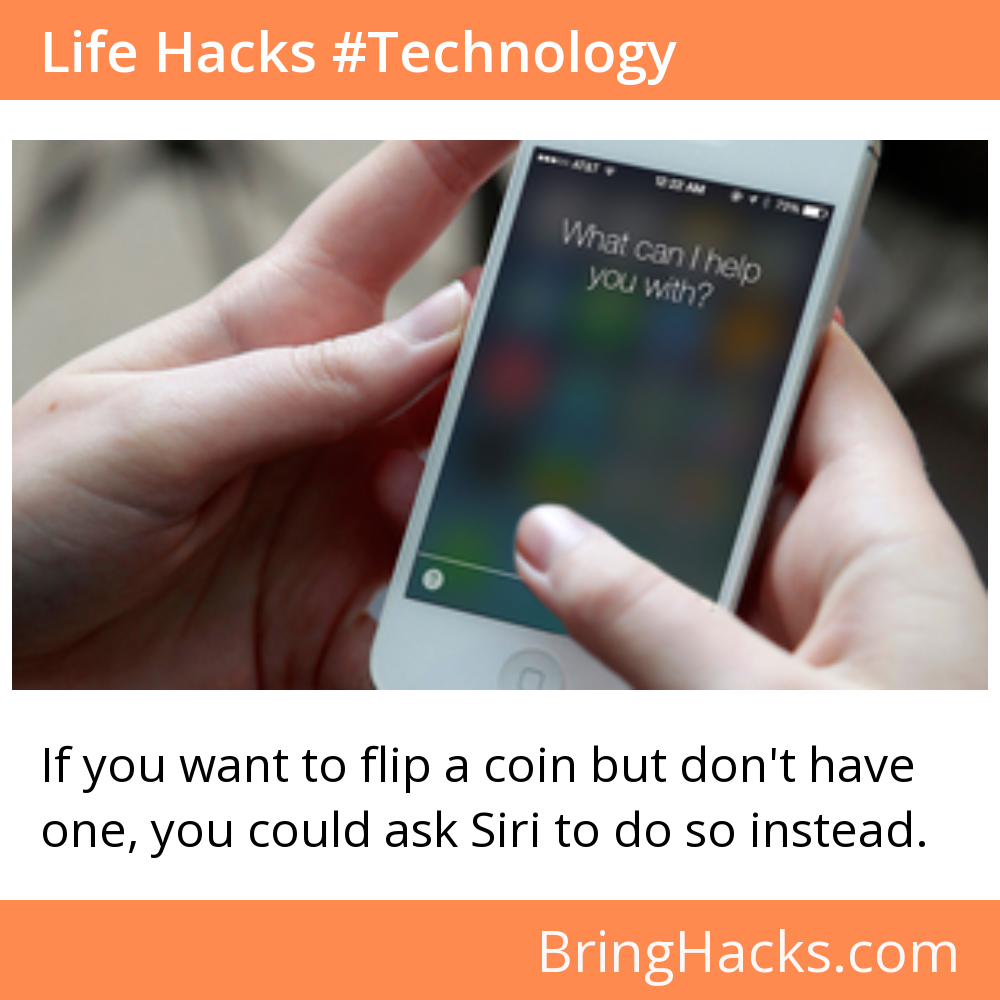 Life Hacks #Technology
AT&T 12:22 AM 73%
What can I help
you with?
?
If you want to flip a coin but don't have
one, you could ask Siri to do so instead.
BringHacks.com